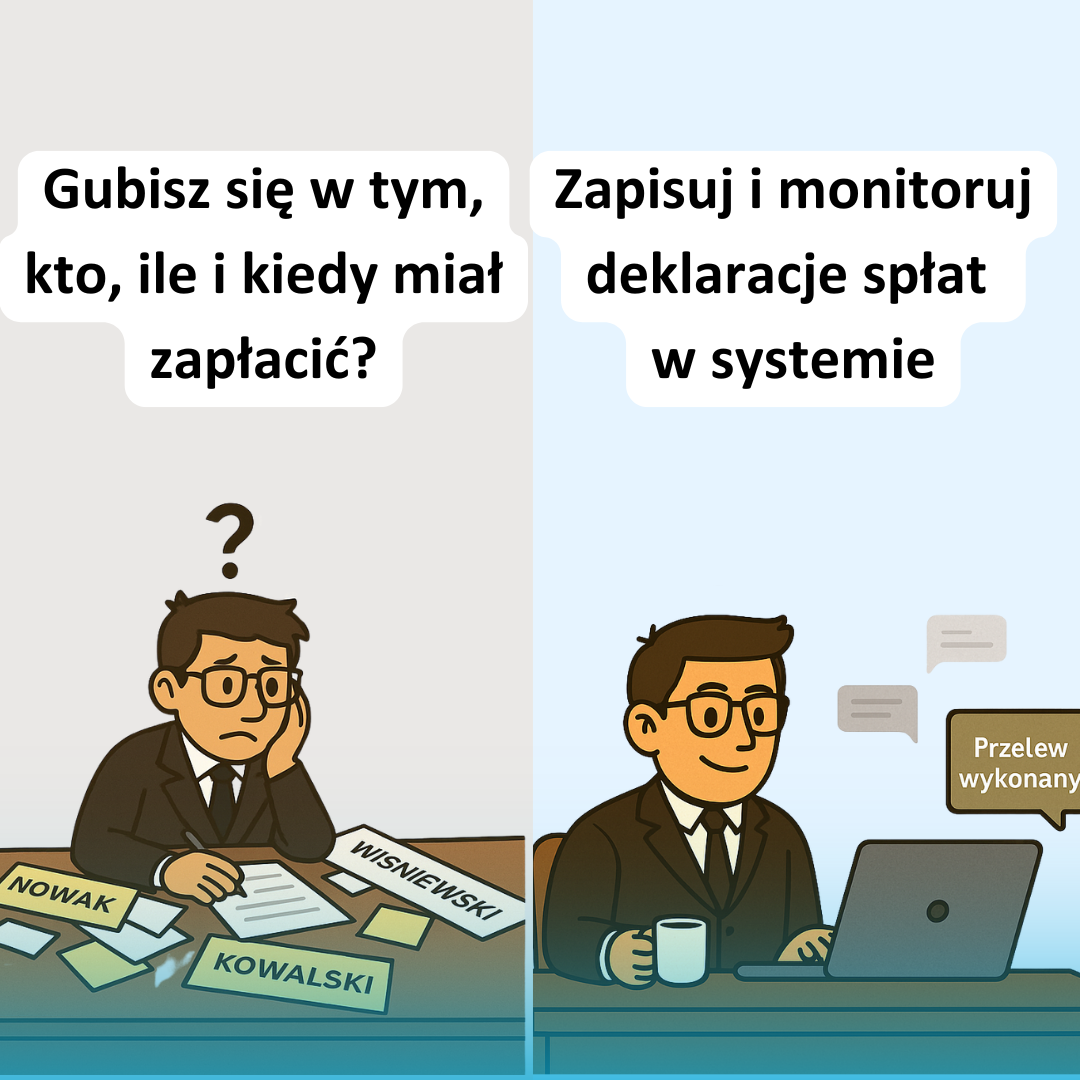 Gubisz się w tym,
kto, ile i kiedy miał
zapłacić?
Zapisuj i monitoruj
deklaracje spłat
w systemie
?
NOWAK
WISNIEWSKI
KOWALSKI
Przelew
wykonany